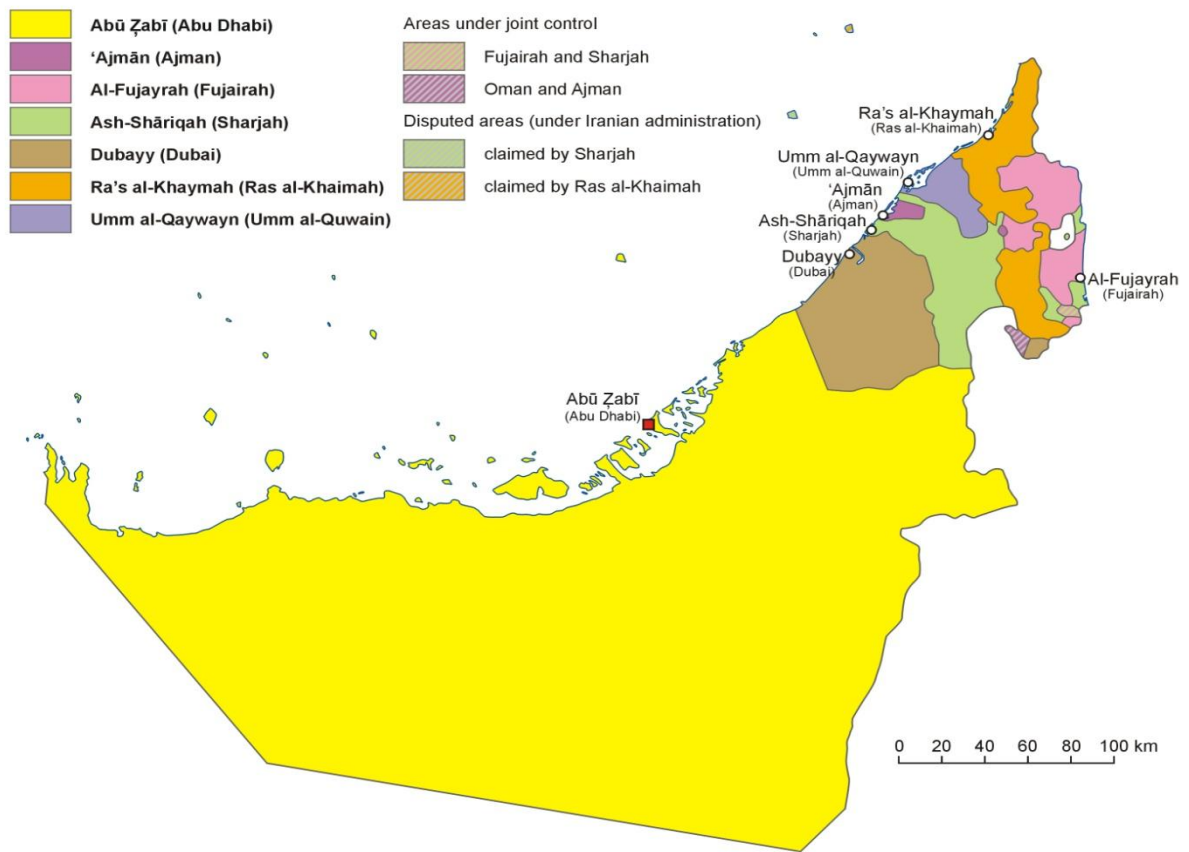 Abū Z̧abī (Abu Dhabi)
‘Ajmān (Ajman)
Al-Fujayrah (Fujairah)
Ash-Shāriqah (Sharjah)
Dubayy (Dubai)
Ra's al-Khaymah (Ras al-Khaimah)
Umm al-Qaywayn (Umm al-Quwain)
Areas under joint control
Fujairah and Sharjah
Oman and Ajman
Disputed areas (under Iranian administration)
claimed by Sharjah
claimed by Ras al-Khaimah
Ra's al-Khaymah
(Ras al-Khaimah)
Umm al-Qaywayn
(Umm al-Quwain)
‘Ajmān
(Ajman)
Ash-Shāriqah
(Sharjah)
Dubayy
(Dubai)
Al-Fujayrah
(Fujairah)
Abū Z̧abī
(Abu Dhabi)
0 20 40 60 80 100 km